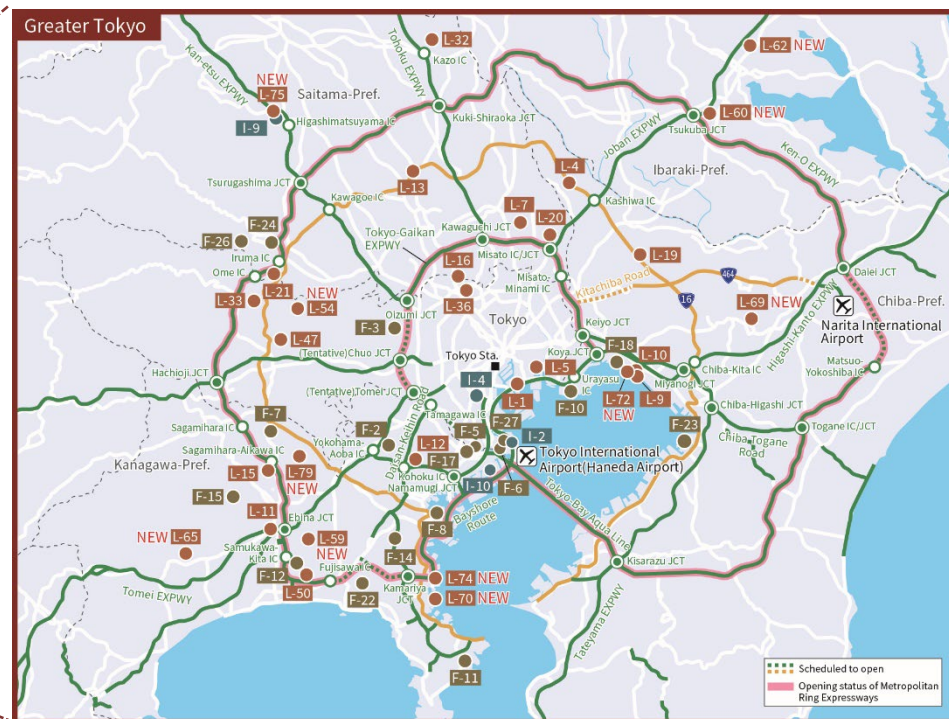 Greater Tokyo
L-32
Kazo IC
L-62 NEW
Kan-etsu EXPWY
Tohoku EXPWY
NEW
L-75
Saitama-Pref.
I-9
Higashimatsuyama IC
Kuki-Shiraoka JCT
L-60 NEW
Tsukuba JCT
Joban EXPWY
Ken-O EXPWY
Ibaraki-Pref.
Tsurugashima JCT
L-13
L-4
Kawagoe IC
Kashiwa IC
L-7
L-20
F-24
F-26
Tokyo-Gaikan
EXPWY
Kawaguchi JCT
Misato IC/JCT
Iruma IC
Ome IC
L-16
L-19
Misato-
Minami IC
Kitachiba Road
464
Daiei JCT
L-21
L-33
NEW
L-54
L-36
Oizumi JCT
16
L-69 NEW
Higashi-Kanto EXPWY
Chiba-Pref.
Narita International
Airport
F-3
Tokyo
Keiyo JCT
L-47
(Tentative)Chuo JCT
Tokyo Sta.
Koya JCT
F-18
L-10
Matsuo-
Yokoshiba IC
L-5
Chiba-Kita IC
Hachioji JCT
I-4
Urayasu
IC
Miyanogi JCT
(Tentative)Tomei JCT
L-1
F-10
L-72
L-9
NEW
Tamagawa IC
Chiba-Higashi JCT
F-7
Sagamihara IC
Daisan-Keihin Road
F-27
F-23
Togane IC/JCT
F-2
F-5
I-2
Chiba-Togane
Road
Sagamihara-Aikawa IC
Yokohama-
Aoba IC
L-12
Tokyo International
Airport(Haneda Airport)
Kanagawa-Pref.
L-15
L-79
NEW
F-17
Kohoku IC
Namamugi JCT
I-10
F-6
F-15
Bayshore
Route
Tokyo Bay Aqua Line
L-11
Ebina JCT
F-8
NEW L-65
Samukawa-
Kita IC
L-59
NEW
F-14
Kisarazu JCT
F-12
Fujisawa IC
L-50
Tomei EXPWY
F-22
Kamariya
JCT
L-74 NEW
L-70 NEW
Tateyama EXPWY
F-11
Scheduled to open
Opening status of Metropolitan
Ring Expressways